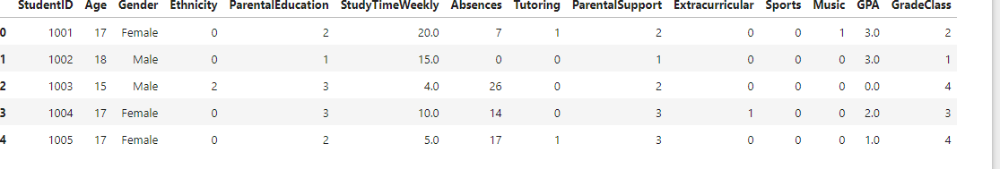 StudentID Age Gender Ethnicity ParentalEducation StudyTimeWeekly Absences Tutoring ParentalSupport Extracurricular Sports Music GPA GradeClass
0 1001 17 Female 0 2 20.0 7 1 2 0 0 1 3.0 2
1 1002 18 Male 0 1 15.0 0 0 1 0 0 0 3.0 1
2 1003 15 Male 2 3 4.0 26 0 2 0 0 0 0.0 4
3 1004 17 Female 0 3 10.0 14 0 3 1 0 0 2.0 3
4 1005 17 Female 0 2 5.0 17 1 3 0 0 0 1.0 4